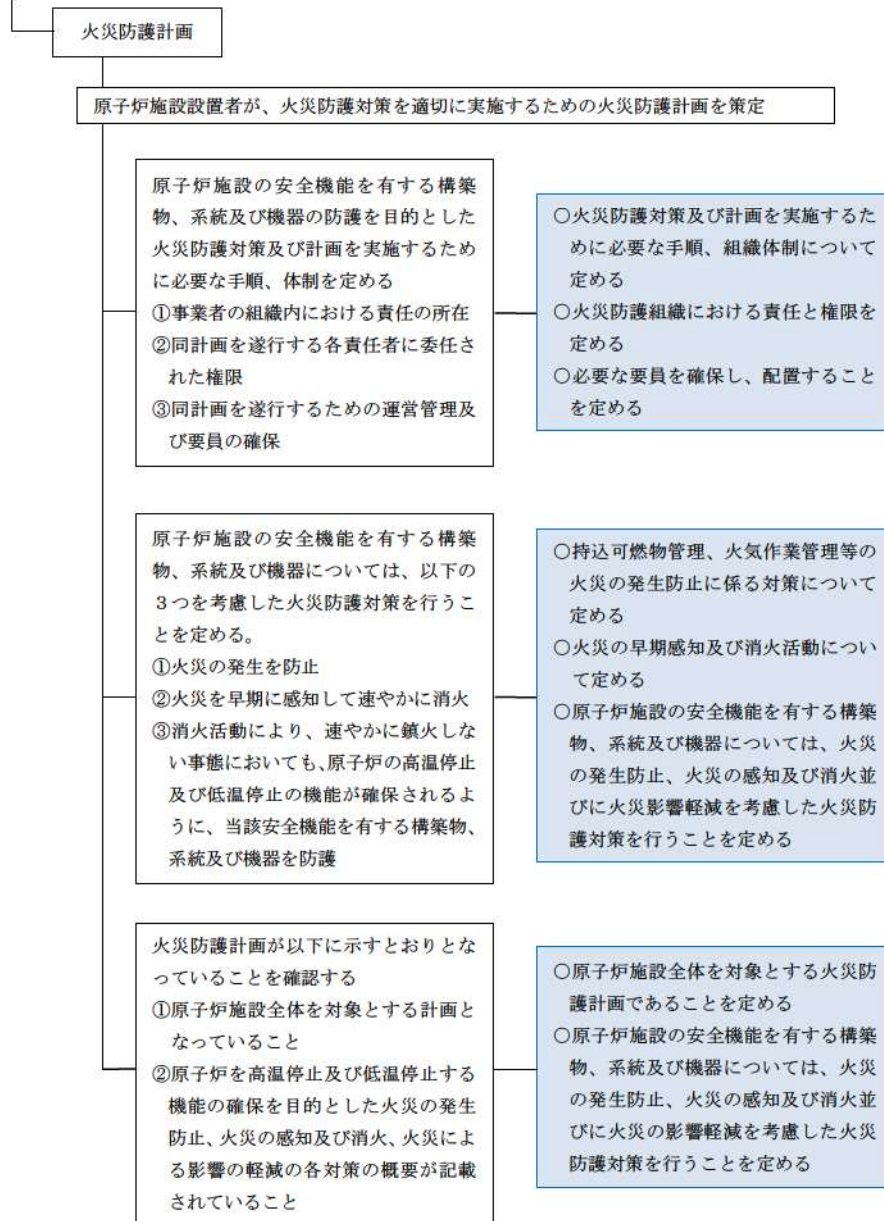 火災防護計画
原子炉施設設置者が、火災防護対策を適切に実施するための火災防護計画を策定
原子炉施設の安全機能を有する構築
物、系統及び機器の防護を目的とした
火災防護対策及び計画を実施するため
に必要な手順、体制を定める
①事業者の組織内における責任の所在
②同計画を遂行する各責任者に委任さ
れた権限
③同計画を遂行するための運営管理及
び要員の確保
○火災防護対策及び計画を実施するた
めに必要な手順、組織体制について
定める
○火災防護組織における責任と権限を
定める
○必要な要員を確保し、配置すること
を定める
原子炉施設の安全機能を有する構築
物、系統及び機器については、以下の
3つを考慮した火災防護対策を行うこ
とを定める。
①火災の発生を防止
②火災を早期に感知して速やかに消火
③消火活動により、速やかに鎮火しな
い事態においても、原子炉の高温停止
及び低温停止の機能が確保されるよ
うに、当該安全機能を有する構築物、
系統及び機器を防護
○持込可燃物管理、火気作業管理等の
火災の発生防止に係る対策について
定める
○火災の早期感知及び消火活動につい
て定める
○原子炉施設の安全機能を有する構築
物、系統及び機器については、火災
の発生防止、火災の感知及び消火並
びに火災影響軽減を考慮した火災防
護対策を行うことを定める
火災防護計画が以下に示すとおりとな
っていることを確認する
①原子炉施設全体を対象とする計画と
なっていること
②原子炉を高温停止及び低温停止する
機能の確保を目的とした火災の発生
防止、火災の感知及び消火、火災によ
る影響の軽減の各対策の概要が記載
されていること
○原子炉施設全体を対象とする火災防
護計画であることを定める
○原子炉施設の安全機能を有する構築
物、系統及び機器については、火災
の発生防止、火災の感知及び消火並
びに火災の影響軽減を考慮した火災
防護対策を行うことを定める